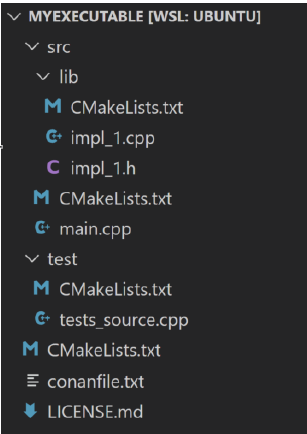 MYEXECUTABLE [WSL: UBUNTU]
src
lib
CMakeLists.txt
impl_1.cpp
impl_1.h
CMakeLists.txt
main.cpp
test
CMakeLists.txt
tests_source.cpp
CMakeLists.txt
conanfile.txt
LICENSE.md